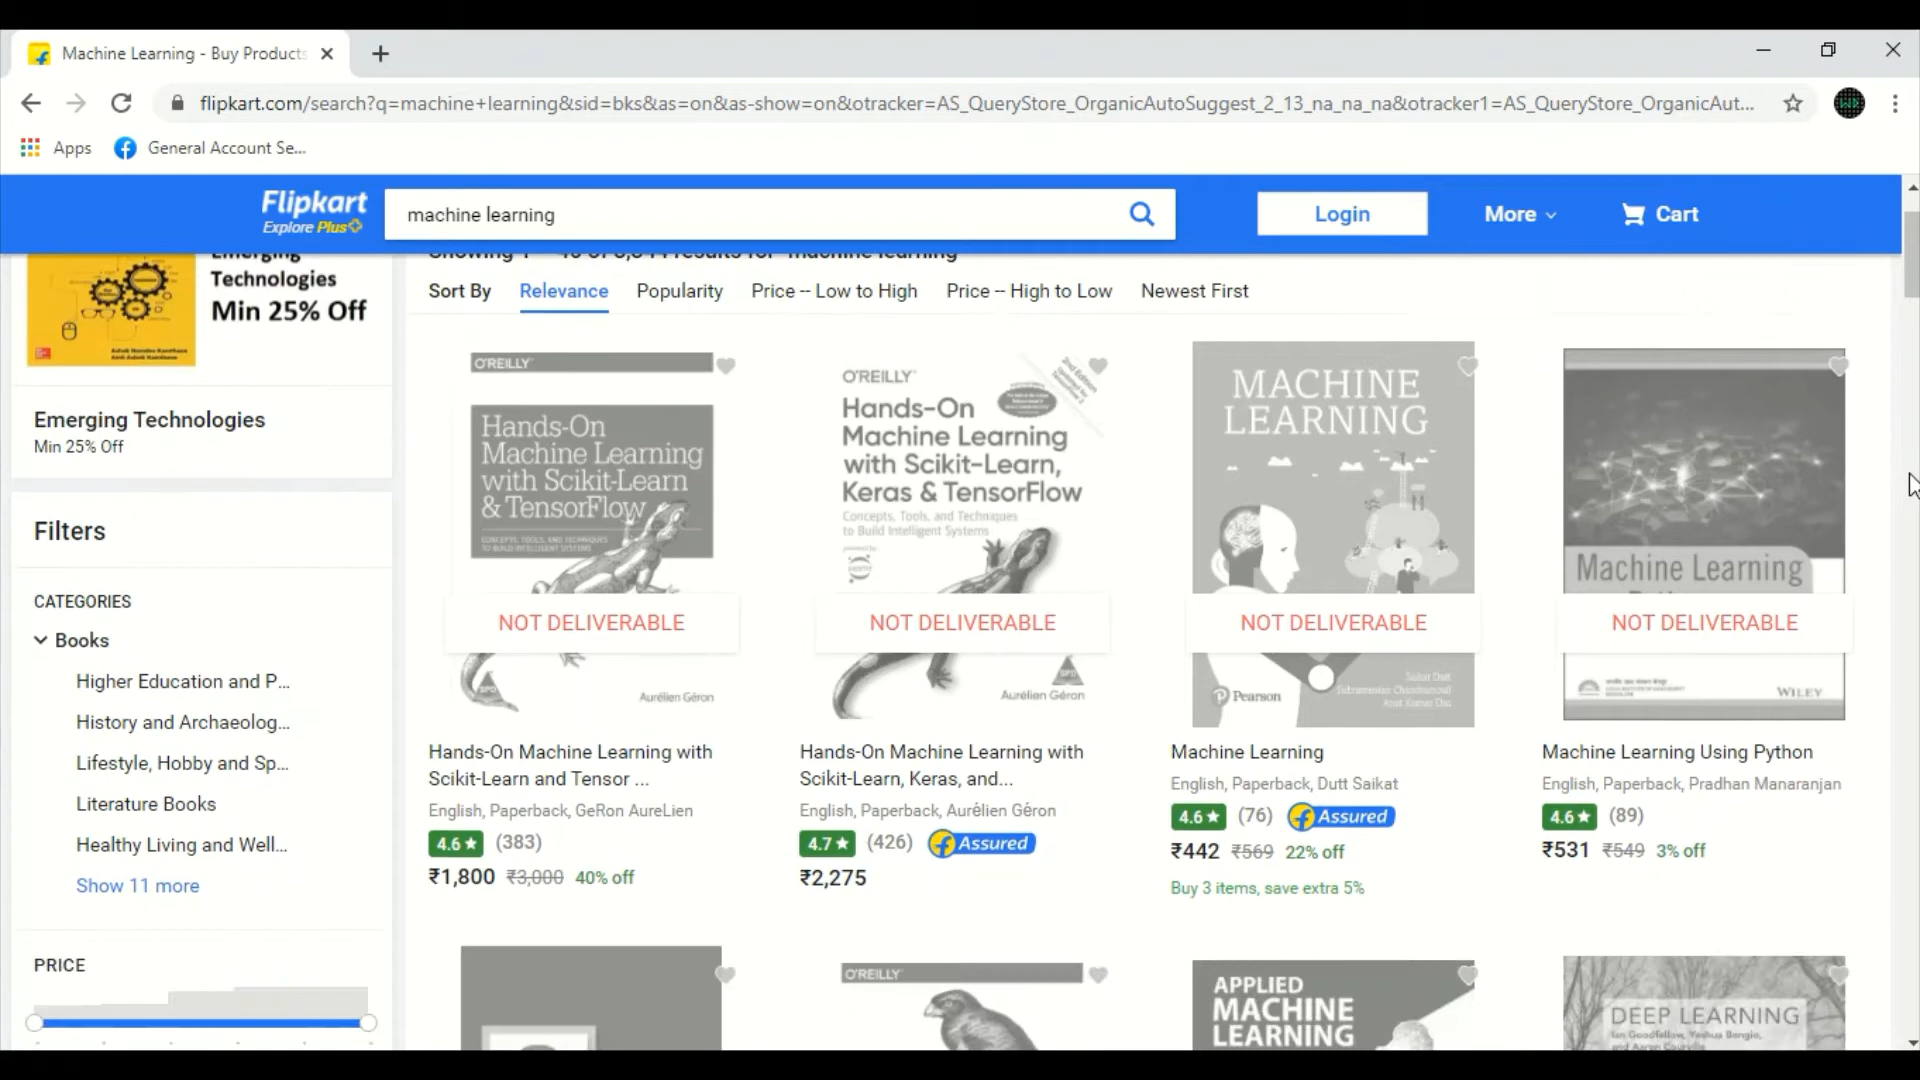 Machine Learning - Buy Products
flipkart.com/search?q=machine+learning&sid=bks&as=on&as-show=on&otracker=AS_QueryStore_OrganicAutoSuggest_2_13_na_na_na&otracker1=AS_QueryStore_OrganicAut...
Apps
General Account Se...
Flipkart
Explore Plus
machine learning
Login
More
Cart
Emerging
Technologies
Min 25% Off
Emerging Technologies
Min 25% Off
Filters
CATEGORIES
Books
Higher Education and P...
History and Archaeolog...
Lifestyle, Hobby and Sp...
Literature Books
Healthy Living and Well...
Show 11 more
PRICE
results for "machine learning"
Sort By Relevance Popularity Price -- Low to High Price -- High to Low Newest First
O'REILLY
Hands-On
Machine Learning
with Scikit-Learn
& TensorFlow
CONCEPTS, TOOLS, AND TECHNIQUES
TO BUILD INTELLIGENT SYSTEMS
NOT DELIVERABLE
SPD
Aurélien Géron
Hands-On Machine Learning with
Scikit-Learn and Tensor ...
English, Paperback, GeRon AureLien
4.6 ★ (383)
₹1,800 ₹3,000 40% off
O'REILLY
2nd Edition
Hands-On
Machine Learning
with Scikit-Learn,
Keras & TensorFlow
Concepts, Tools, and Techniques
to Build Intelligent Systems
NOT DELIVERABLE
SPD
Aurélien Géron
Hands-On Machine Learning with
Scikit-Learn, Keras, and...
English, Paperback, Aurélien Géron
4.7 ★ (426) Assured
₹2,275
MACHINE
LEARNING
NOT DELIVERABLE
Pearson
Saikat Dutt
Subramanian Chandramouli
Amit Kumar Das
Machine Learning
English, Paperback, Dutt Saikat
4.6 ★ (76) Assured
₹442 ₹569 22% off
Buy 3 items, save extra 5%
Machine Learning
NOT DELIVERABLE
WILEY
Machine Learning Using Python
English, Paperback, Pradhan Manaranjan
4.6 ★ (89)
₹531 ₹549 3% off
O'REILLY
APPLIED
MACHINE
LEARNING
DEEP LEARNING
Ian Goodfellow, Yoshua Bengio,
and Aaron Courville